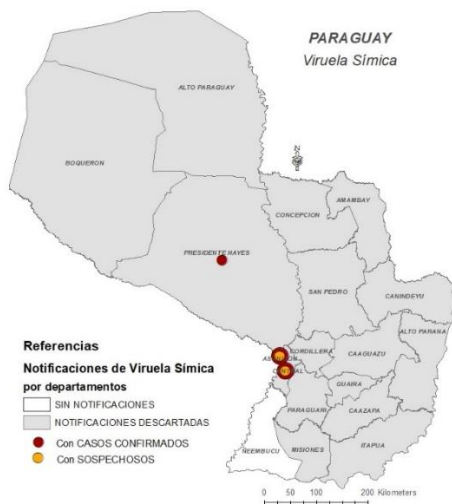 PARAGUAY
Viruela Símica
ALTO PARAGUAY
BOQUERON
CONCEPCION
AMAMBAY
PRESIDENTE HAYES
SAN PEDRO
CANINDEYU
ALTO PARANA
CORDILLERA
CAAGUAZU
GUAIRA
PARAGUARI
CAAZAPA
ÑEEMBUCU
MISIONES
ITAPUA
Referencias
Notificaciones de Viruela Símica
por departamentos
SIN NOTIFICACIONES
NOTIFICACIONES DESCARTADAS
Con CASOS CONFIRMADOS
Con SOSPECHOSOS
0 50 100 200 Kilometers